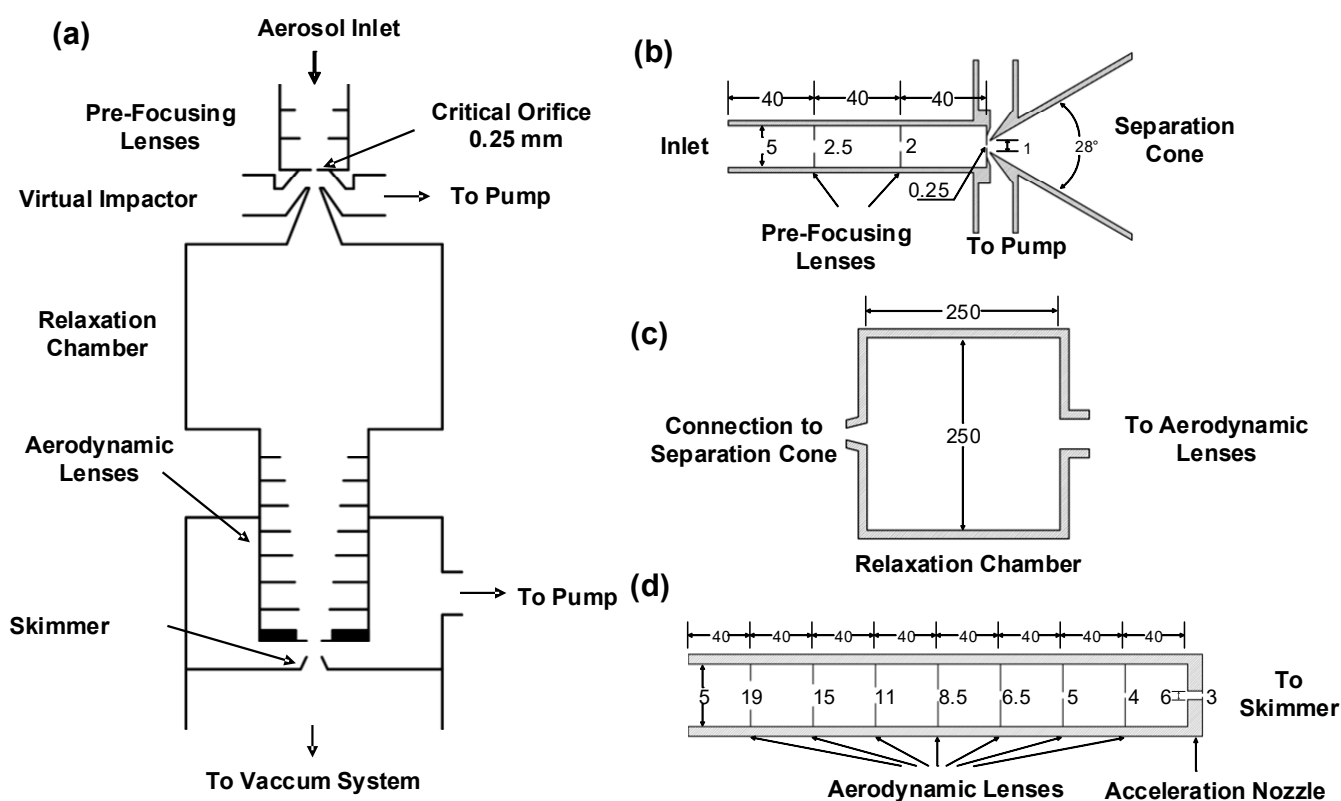 (a)
Aerosol Inlet
Pre-Focusing
Lenses
Critical Orifice
0.25 mm
Virtual Impactor
To Pump
Relaxation
Chamber
Aerodynamic
Lenses
To Pump
Skimmer
To Vaccum System
(b)
40 40 40
Inlet
5 2.5 2
1
28°
Separation
Cone
0.25
Pre-Focusing
Lenses
To Pump
(c)
250
Connection to
Separation Cone
250
To Aerodynamic
Lenses
Relaxation Chamber
(d)
40 40 40 40 40 40 40 40
5 19 15 11 8.5 6.5 5 4 6 3
To
Skimmer
Aerodynamic Lenses
Acceleration Nozzle